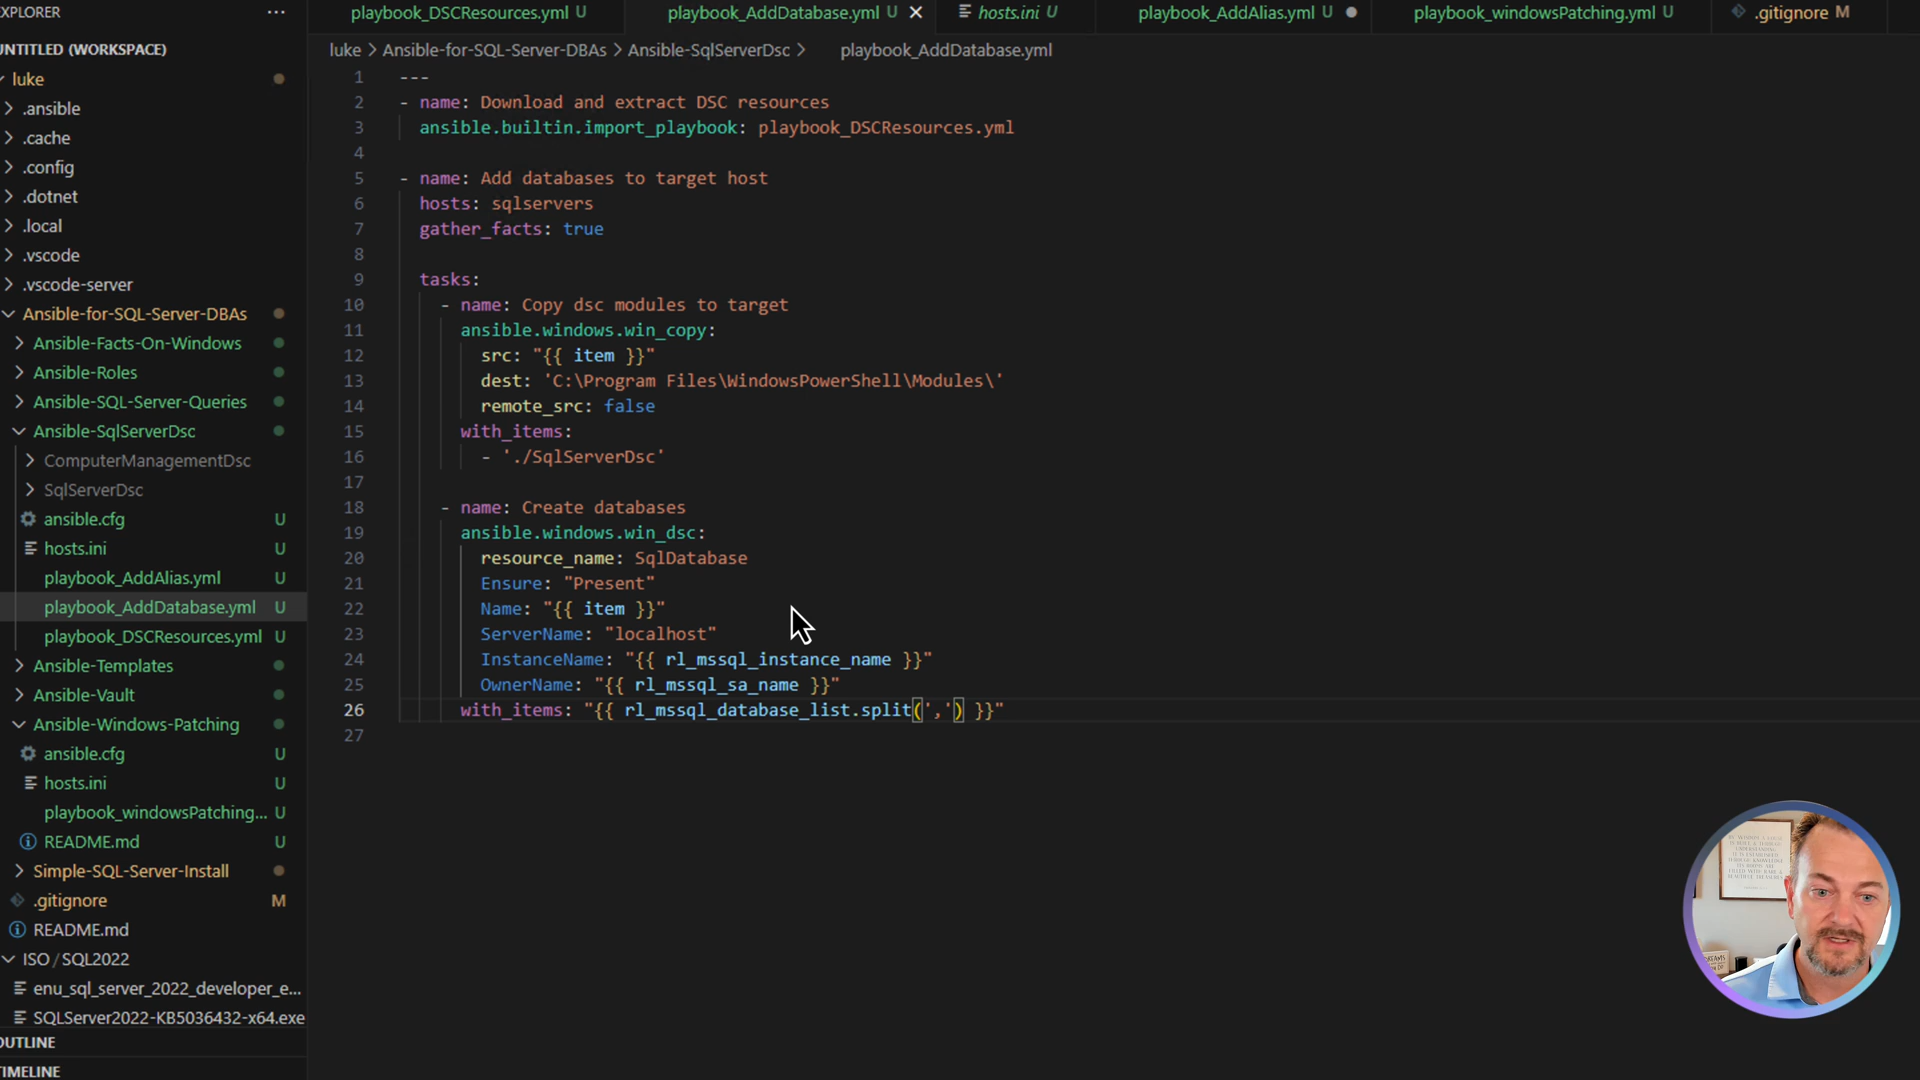 EXPLORER
playbook_DSCResources.yml U
playbook_AddDatabase.yml U
hosts.ini U
playbook_AddAlias.yml U
playbook_windowsPatching.yml U
.gitignore M
luke > Ansible-for-SQL-Server-DBAs > Ansible-SqlServerDsc > playbook_AddDatabase.yml
UNTITLED (WORKSPACE)
luke
.ansible
.cache
.config
.dotnet
.local
.vscode
.vscode-server
Ansible-for-SQL-Server-DBAs
Ansible-Facts-On-Windows
Ansible-Roles
Ansible-SQL-Server-Queries
Ansible-SqlServerDsc
ComputerManagementDsc
SqlServerDsc
ansible.cfg U
hosts.ini U
playbook_AddAlias.yml U
playbook_AddDatabase.yml U
playbook_DSCResources.yml U
Ansible-Templates
Ansible-Vault
Ansible-Windows-Patching
ansible.cfg U
hosts.ini U
playbook_windowsPatching... U
README.md U
Simple-SQL-Server-Install
.gitignore M
README.md
ISO / SQL2022
enu_sql_server_2022_developer_e...
SQLServer2022-KB5036432-x64.exe
OUTLINE
TIMELINE
1 ---
2 - name: Download and extract DSC resources
3 ansible.builtin.import_playbook: playbook_DSCResources.yml
4
5 - name: Add databases to target host
6 hosts: sqlservers
7 gather_facts: true
8
9 tasks:
10 - name: Copy dsc modules to target
11 ansible.windows.win_copy:
12 src: "{{ item }}"
13 dest: 'C:\Program Files\WindowsPowerShell\Modules\'
14 remote_src: false
15 with_items:
16 - './SqlServerDsc'
17
18 - name: Create databases
19 ansible.windows.win_dsc:
20 resource_name: SqlDatabase
21 Ensure: "Present"
22 Name: "{{ item }}"
23 ServerName: "localhost"
24 InstanceName: "{{ rl_mssql_instance_name }}"
25 OwnerName: "{{ rl_mssql_sa_name }}"
26 with_items: "{{ rl_mssql_database_list.split(',') }}"
27